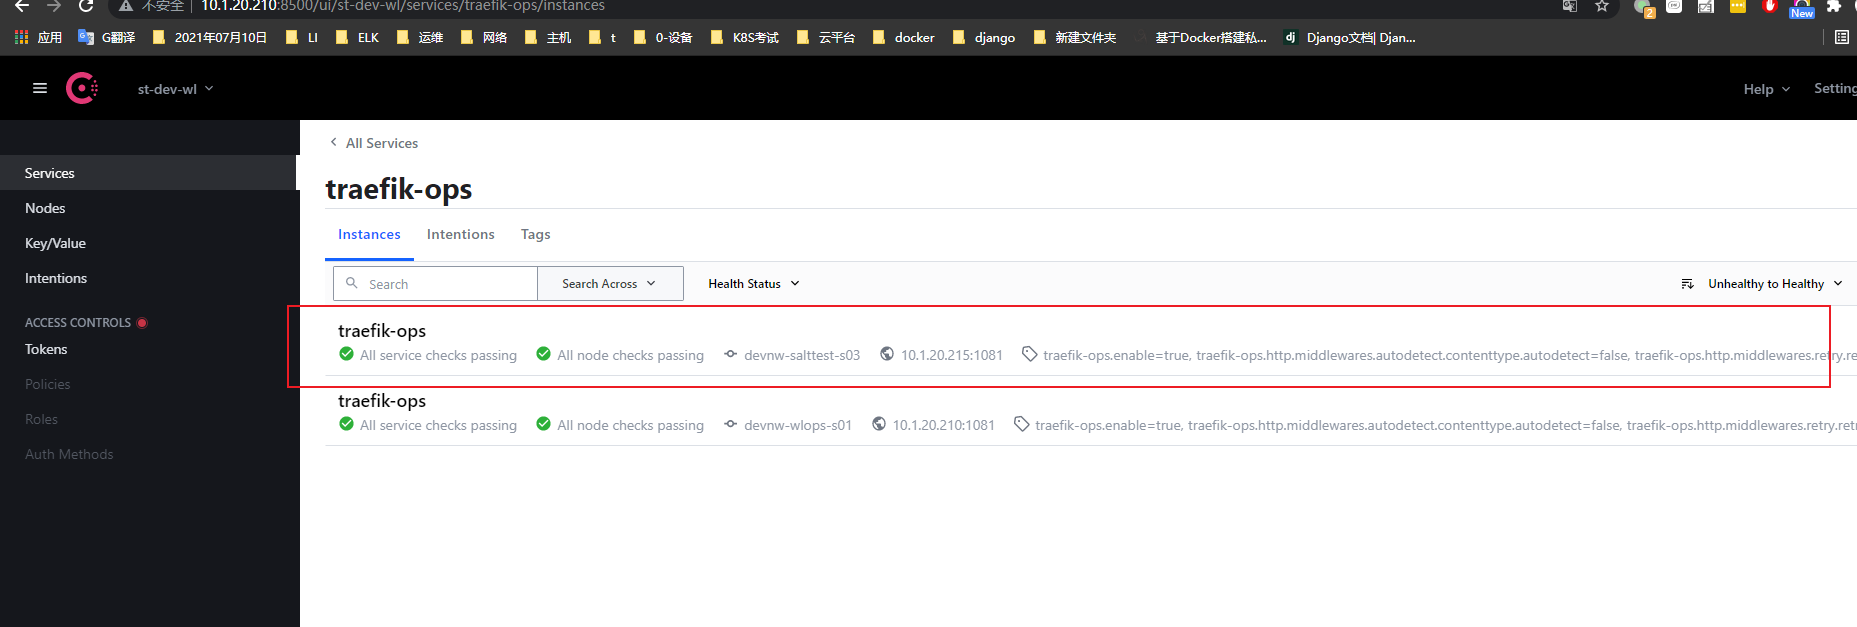 不安全 | 10.1.20.210:8500/ui/st-dev-wl/services/traefik-ops/instances
2
New
应用 G翻译 2021年07月10日 LI ELK 运维 网络 主机 t 0-设备 K8S考试 云平台 docker django 新建文件夹 基于Docker搭建私... dj Django文档| Djan...
st-dev-wl
Help Setting
All Services
traefik-ops
Services
Nodes
Key/Value
Intentions
ACCESS CONTROLS
Tokens
Policies
Roles
Auth Methods
Instances Intentions Tags
Search Search Across Health Status Unhealthy to Healthy
traefik-ops
All service checks passing All node checks passing devnw-salttest-s03 10.1.20.215:1081 traefik-ops.enable=true, traefik-ops.http.middlewares.autodetect.contenttype.autodetect=false, traefik-ops.http.middlewares.retry.re
traefik-ops
All service checks passing All node checks passing devnw-wlops-s01 10.1.20.210:1081 traefik-ops.enable=true, traefik-ops.http.middlewares.autodetect.contenttype.autodetect=false, traefik-ops.http.middlewares.retry.ret